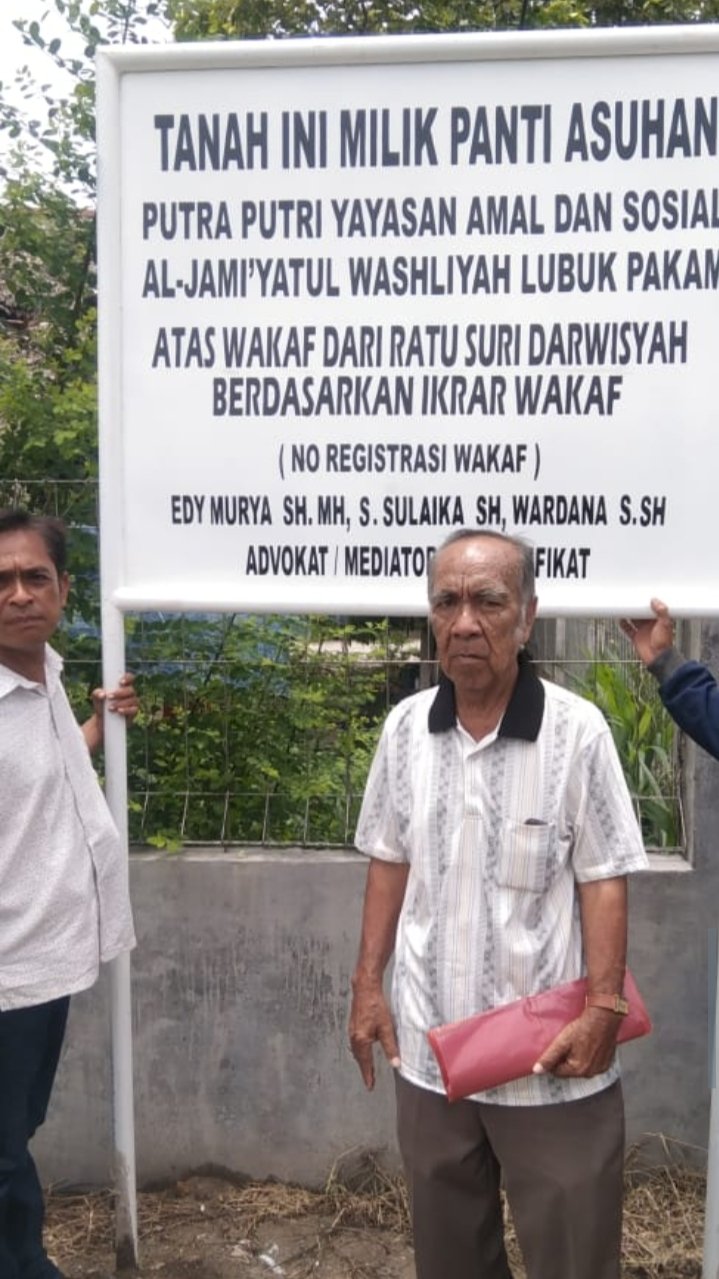 TANAH INI MILIK PANTI ASUHAN
PUTRA PUTRI YAYASAN AMAL DAN SOSIAL
AL-JAMI'YATUL WASHLIYAH LUBUK PAKAM
ATAS WAKAF DARI RATU SURI DARWISYAH
BERDASARKAN IKRAR WAKAF
( NO REGISTRASI WAKAF )
EDY MURYA SH. MH, S. SULAIKA SH, WARDANA S.SH
ADVOKAT / MEDIATOR